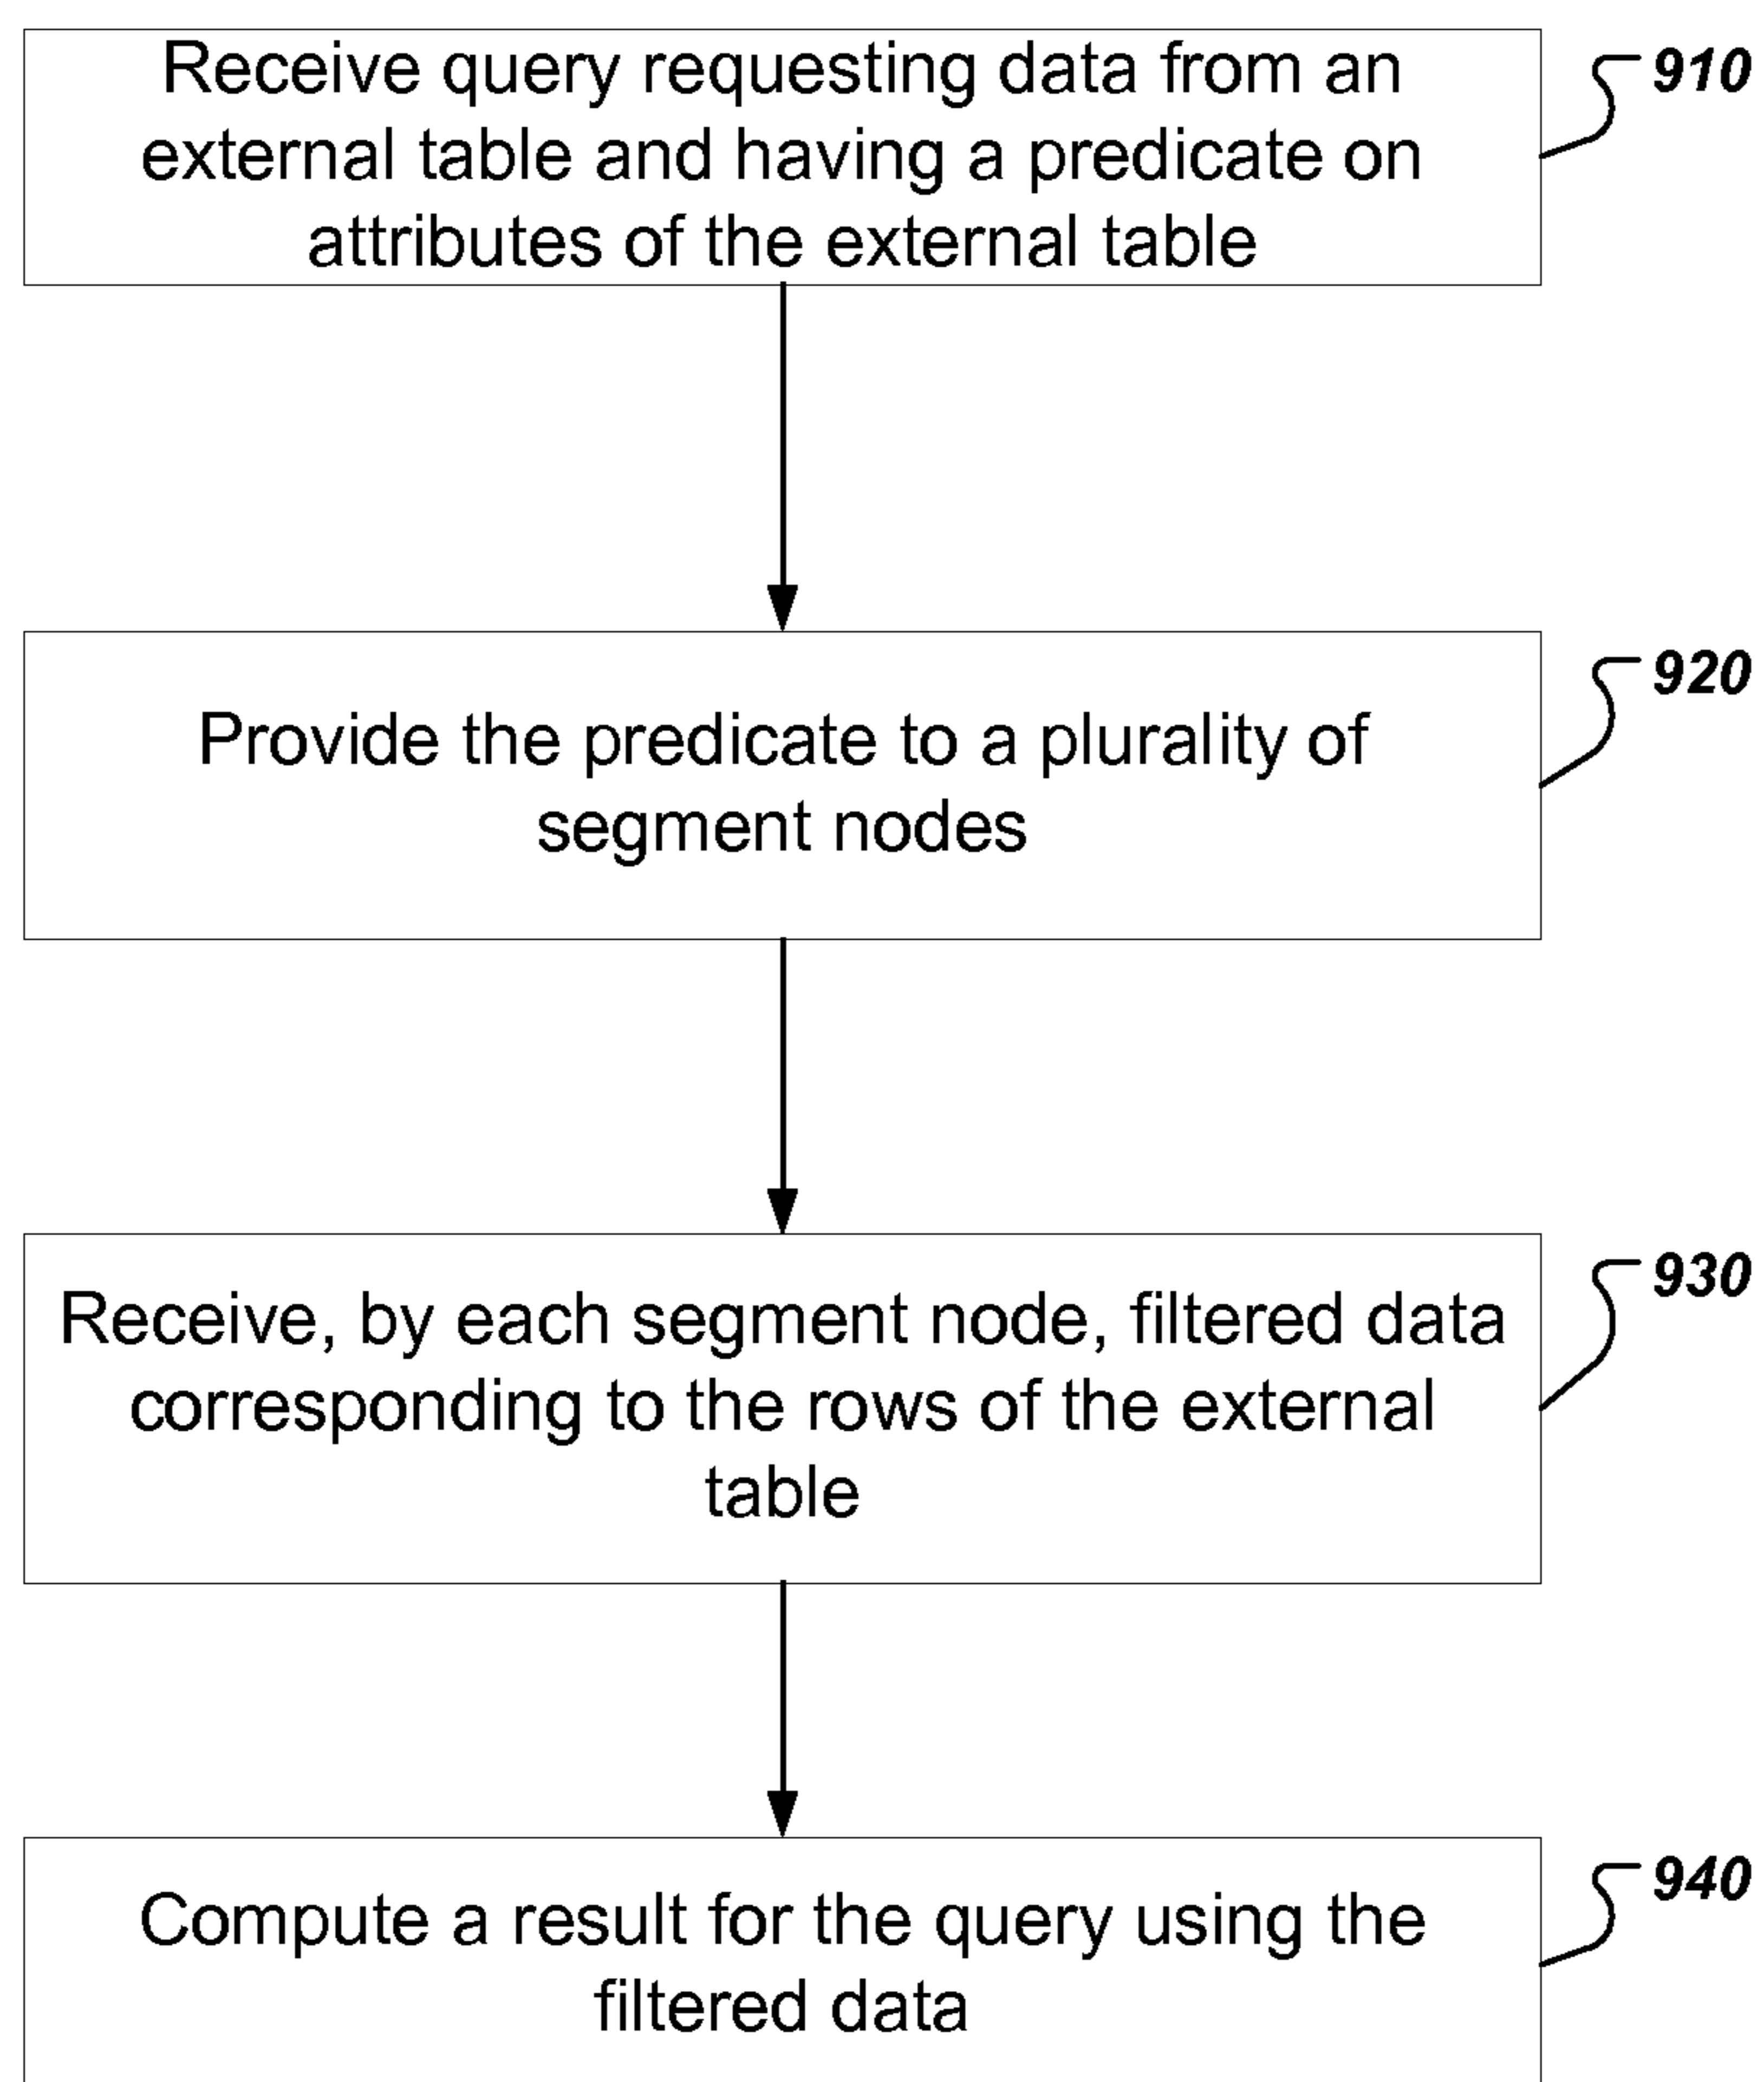 Receive query requesting data from an
external table and having a predicate on
attributes of the external table
910
Provide the predicate to a plurality of
segment nodes
920
Receive, by each segment node, filtered data
corresponding to the rows of the external
table
930
Compute a result for the query using the
filtered data
940